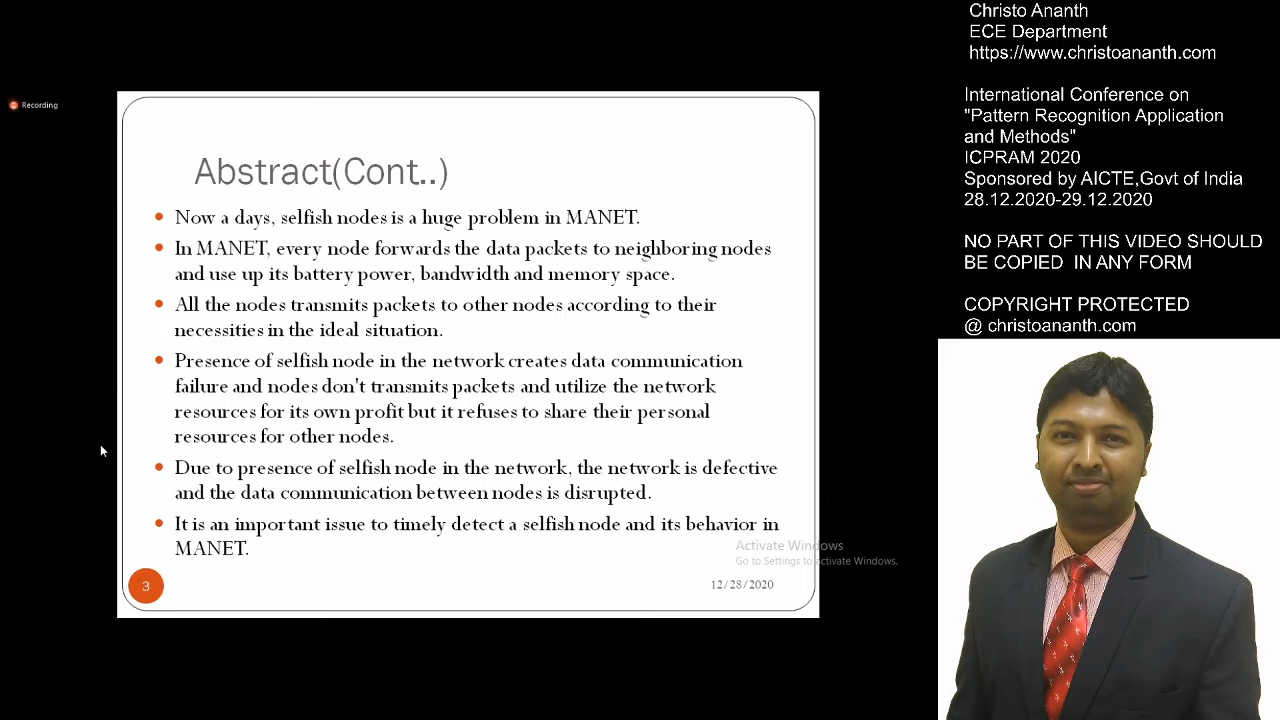 Recording
Abstract(Cont..)
• Now a days, selfish nodes is a huge problem in MANET.
• In MANET, every node forwards the data packets to neighboring nodes
and use up its battery power, bandwidth and memory space.
• All the nodes transmits packets to other nodes according to their
necessities in the ideal situation.
• Presence of selfish node in the network creates data communication
failure and nodes don't transmits packets and utilize the network
resources for its own profit but it refuses to share their personal
resources for other nodes.
• Due to presence of selfish node in the network, the network is defective
and the data communication between nodes is disrupted.
• It is an important issue to timely detect a selfish node and its behavior in
MANET.
Activate Windows
Go to Settings to activate Windows.
3
12/28/2020
Christo Ananth
ECE Department
https://www.christoananth.com
International Conference on
"Pattern Recognition Application
and Methods"
ICPRAM 2020
Sponsored by AICTE,Govt of India
28.12.2020-29.12.2020
NO PART OF THIS VIDEO SHOULD
BE COPIED IN ANY FORM
COPYRIGHT PROTECTED
@ christoananth.com